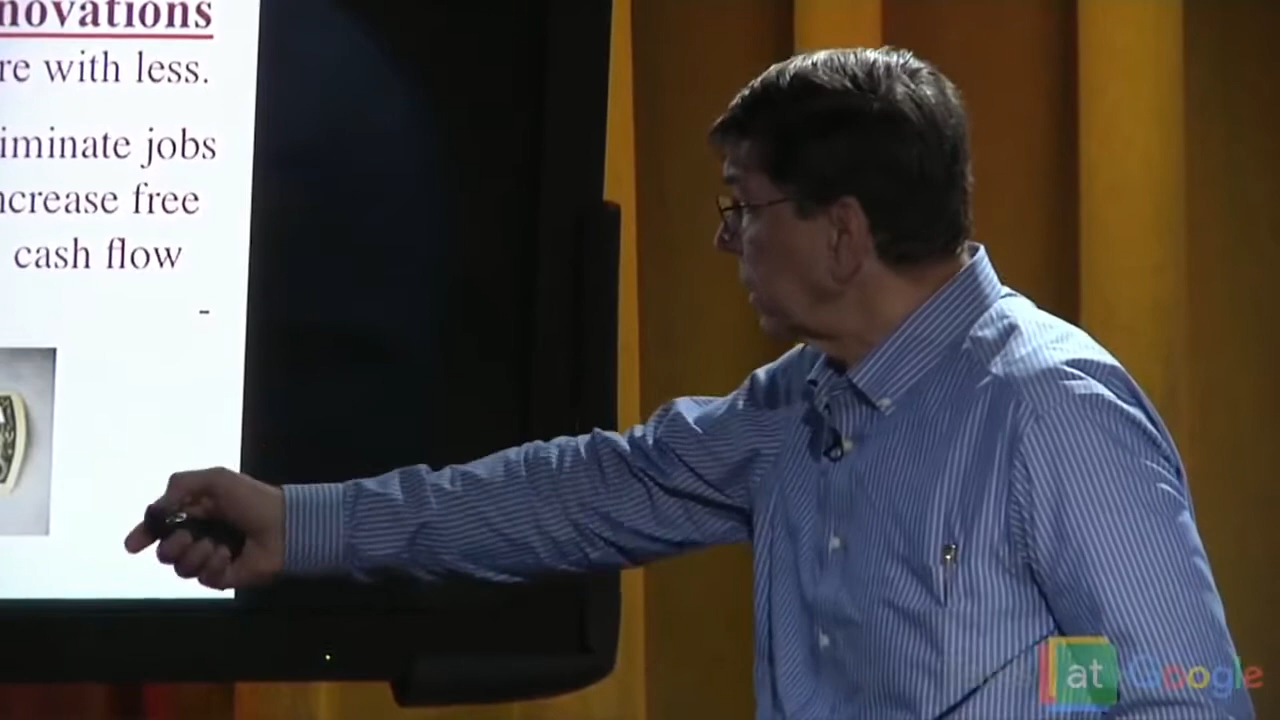 novations
re with less.
iminate jobs
ncrease free
cash flow
-
at Google